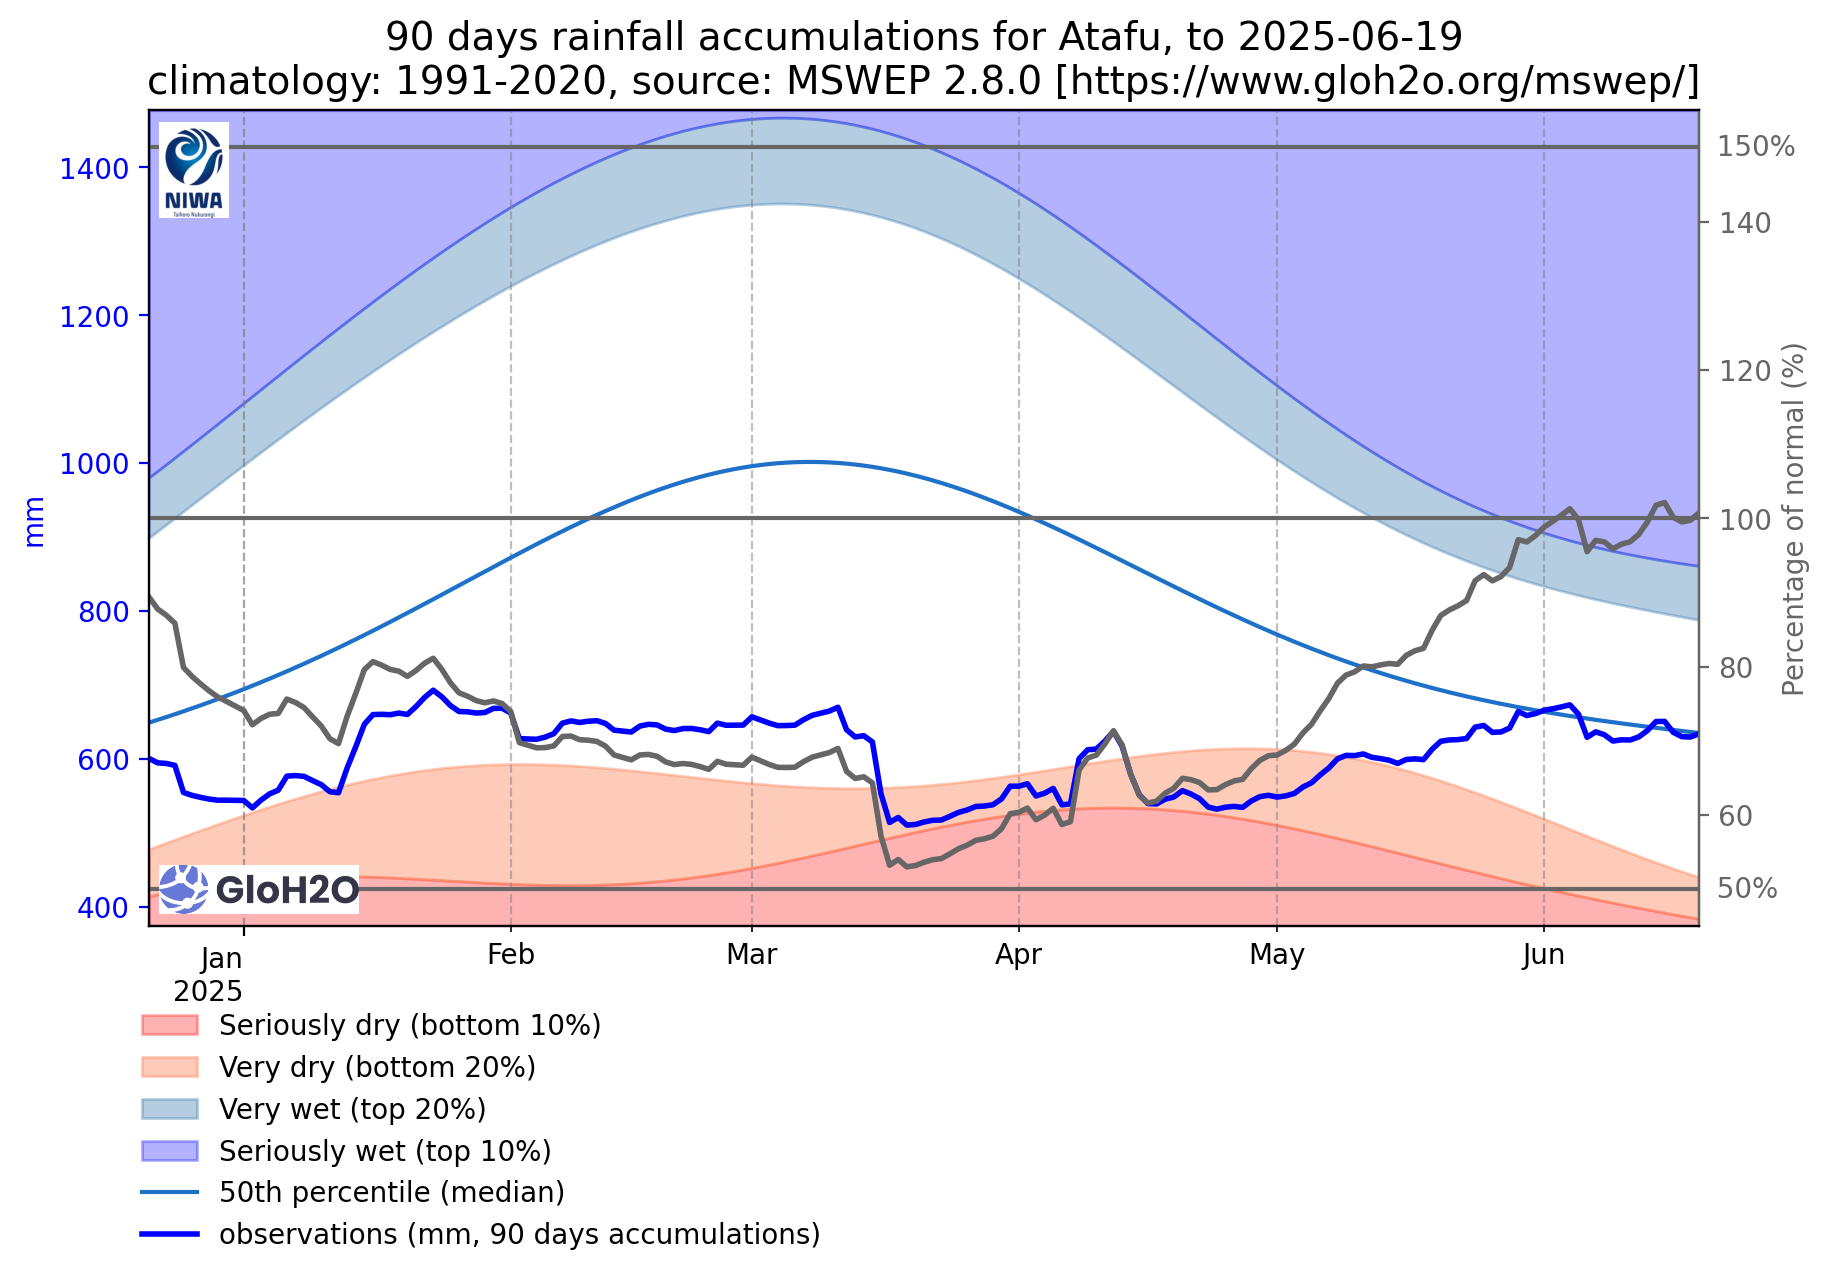 90 days rainfall accumulations for Atafu, to 2025-06-19
climatology: 1991-2020, source: MSWEP 2.8.0 [https://www.gloh2o.org/mswep/]
NIWA
Taihoro Nukurangi
1400
1200
1000
800
600
400
mm
150%
140
120
100
80
60
50%
Percentage of normal (%)
GloH2O
Jan
2025
Feb
Mar
Apr
May
Jun
Seriously dry (bottom 10%)
Very dry (bottom 20%)
Very wet (top 20%)
Seriously wet (top 10%)
50th percentile (median)
observations (mm, 90 days accumulations)